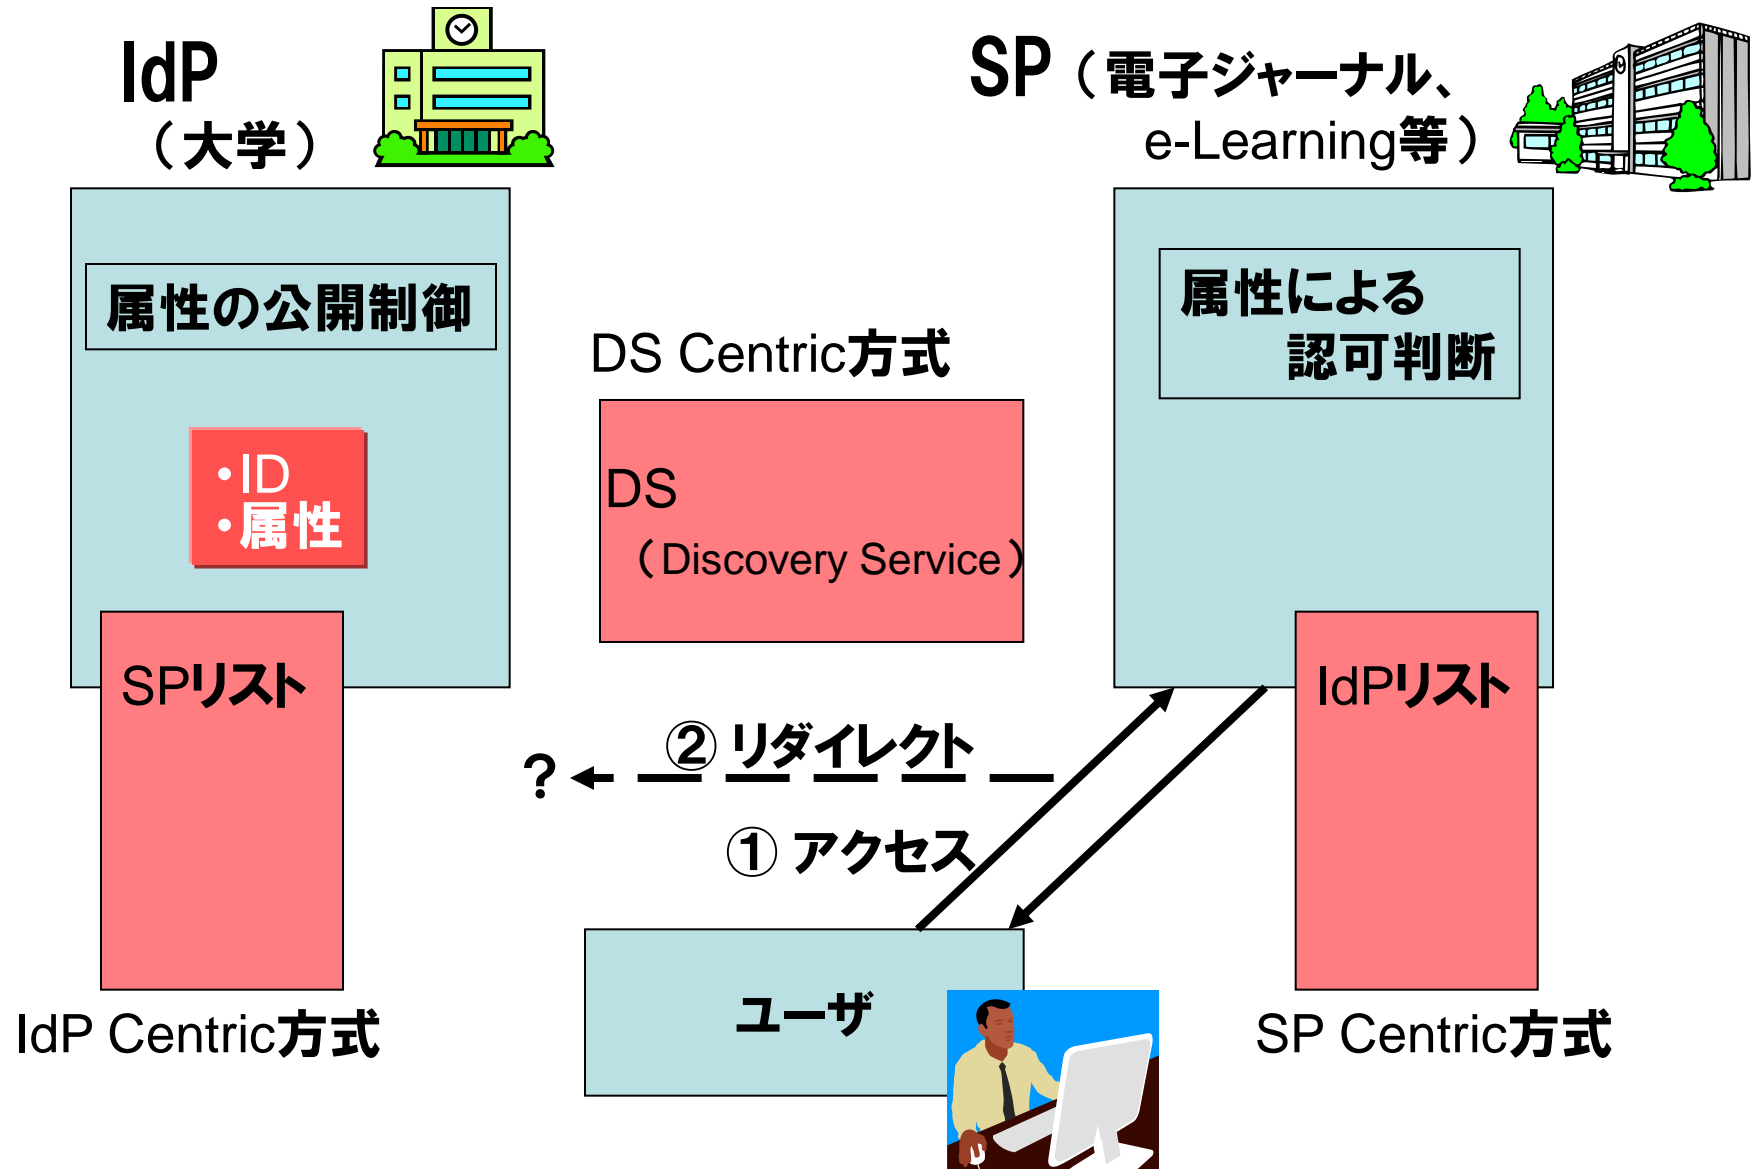 IdP
（大学）
SP（電子ジャーナル、
e-Learning等）
属性の公開制御
・ID
・属性
SPリスト
IdP Centric方式
DS Centric方式
DS
（Discovery Service）
属性による
認可判断
IdPリスト
SP Centric方式
② リダイレクト
?
① アクセス
ユーザ